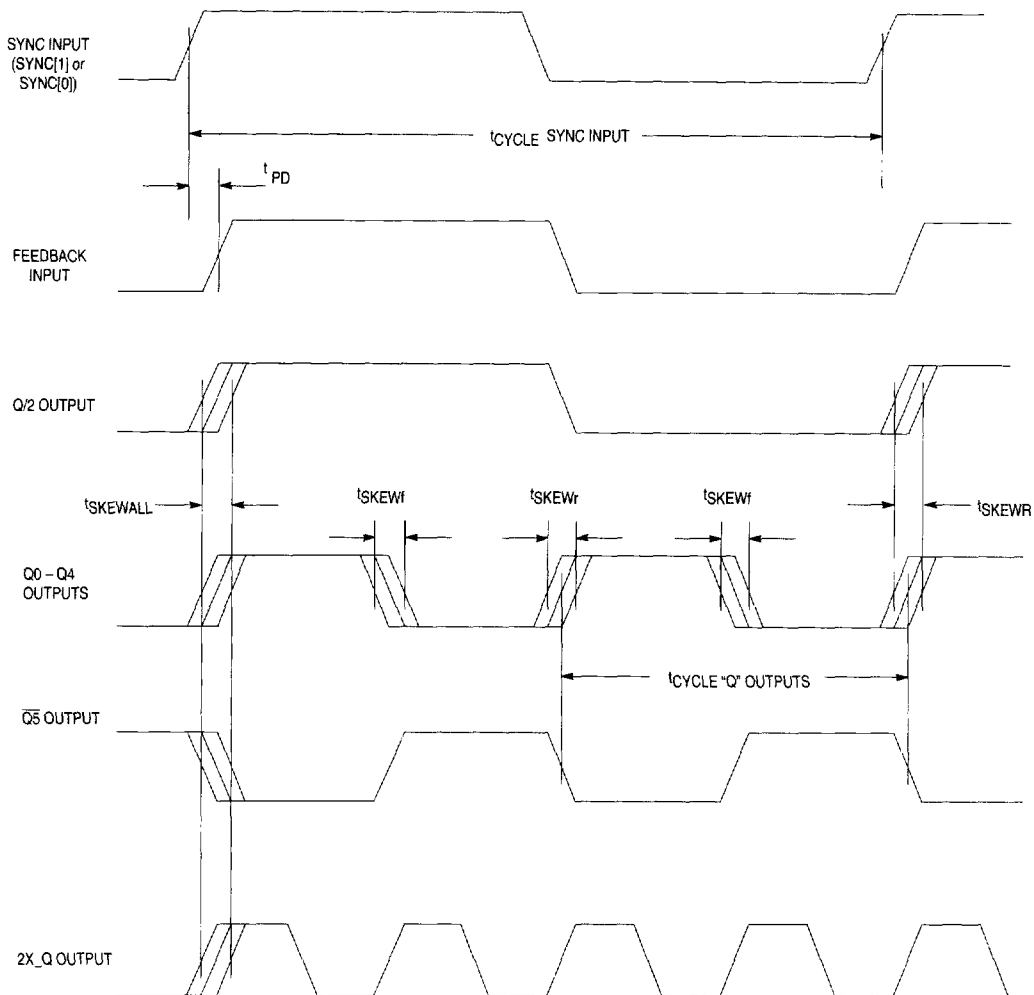 SYNC INPUT
(SYNC[1] or
SYNC[0])
tCYCLE SYNC INPUT
tPD
FEEDBACK
INPUT
Q/2 OUTPUT
tSKEWALL
tSKEWf
tSKEWr
tSKEWf
tSKEWR
Q0 – Q4
OUTPUTS
tCYCLE "Q" OUTPUTS
Q5 OUTPUT
2X_Q OUTPUT